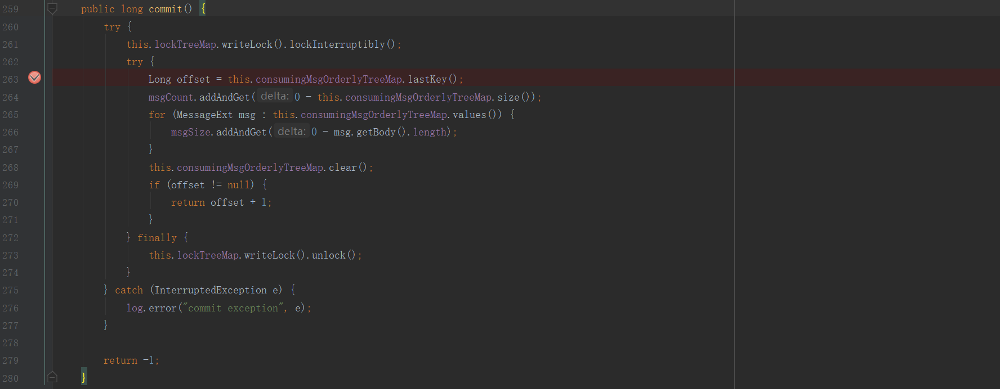 259 public long commit() {
260 try {
261 this.lockTreeMap.writeLock().lockInterruptibly();
262 try {
263 Long offset = this.consumingMsgOrderlyTreeMap.lastKey();
264 msgCount.addAndGet( delta: 0 - this.consumingMsgOrderlyTreeMap.size());
265 for (MessageExt msg : this.consumingMsgOrderlyTreeMap.values()) {
266 msgSize.addAndGet( delta: 0 - msg.getBody().length);
267 }
268 this.consumingMsgOrderlyTreeMap.clear();
269 if (offset != null) {
270 return offset + 1;
271 }
272 } finally {
273 this.lockTreeMap.writeLock().unlock();
274 }
275 } catch (InterruptedException e) {
276 log.error("commit exception", e);
277 }
278
279 return -1;
280 }